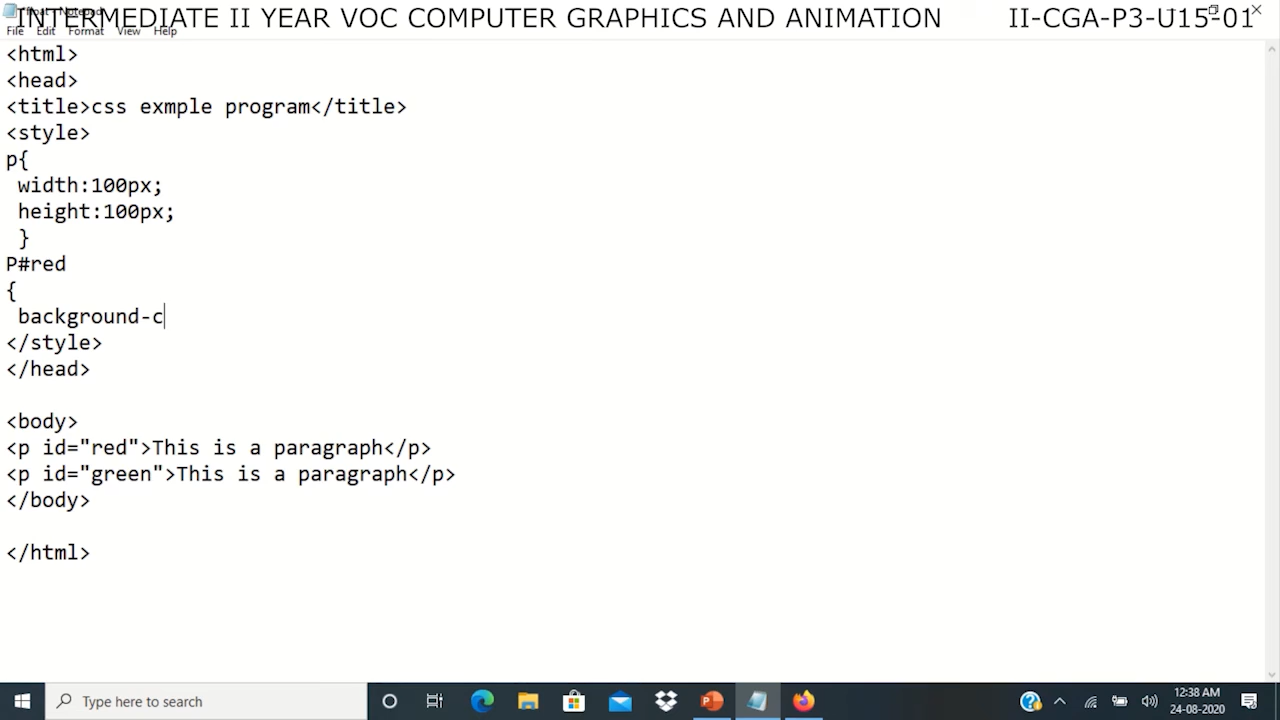 INTERMEDIATE II YEAR VOC COMPUTER GRAPHICS AND ANIMATION II-CGA-P3-U15-01
File Edit Format View Help
<html>
<head>
<title>css exmple program</title>
<style>
p{
width:100px;
height:100px;
}
P#red
{
background-c
</style>
</head>
<body>
<p id="red">This is a paragraph</p>
<p id="green">This is a paragraph</p>
</body>
</html>
Type here to search
12:38 AM
24-08-2020